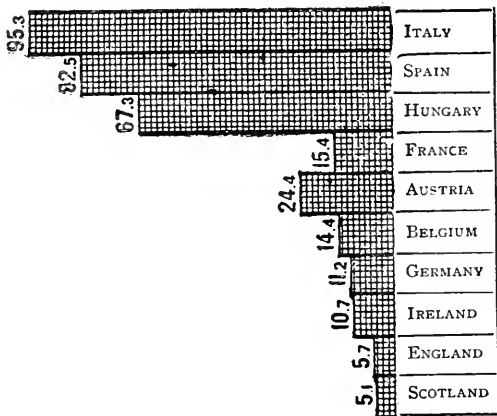 95.3 ITALY
82.5 SPAIN
67.3 HUNGARY
15.4 FRANCE
24.4 AUSTRIA
14.4 BELGIUM
11.2 GERMANY
10.7 IRELAND
5.7 ENGLAND
5.1 SCOTLAND